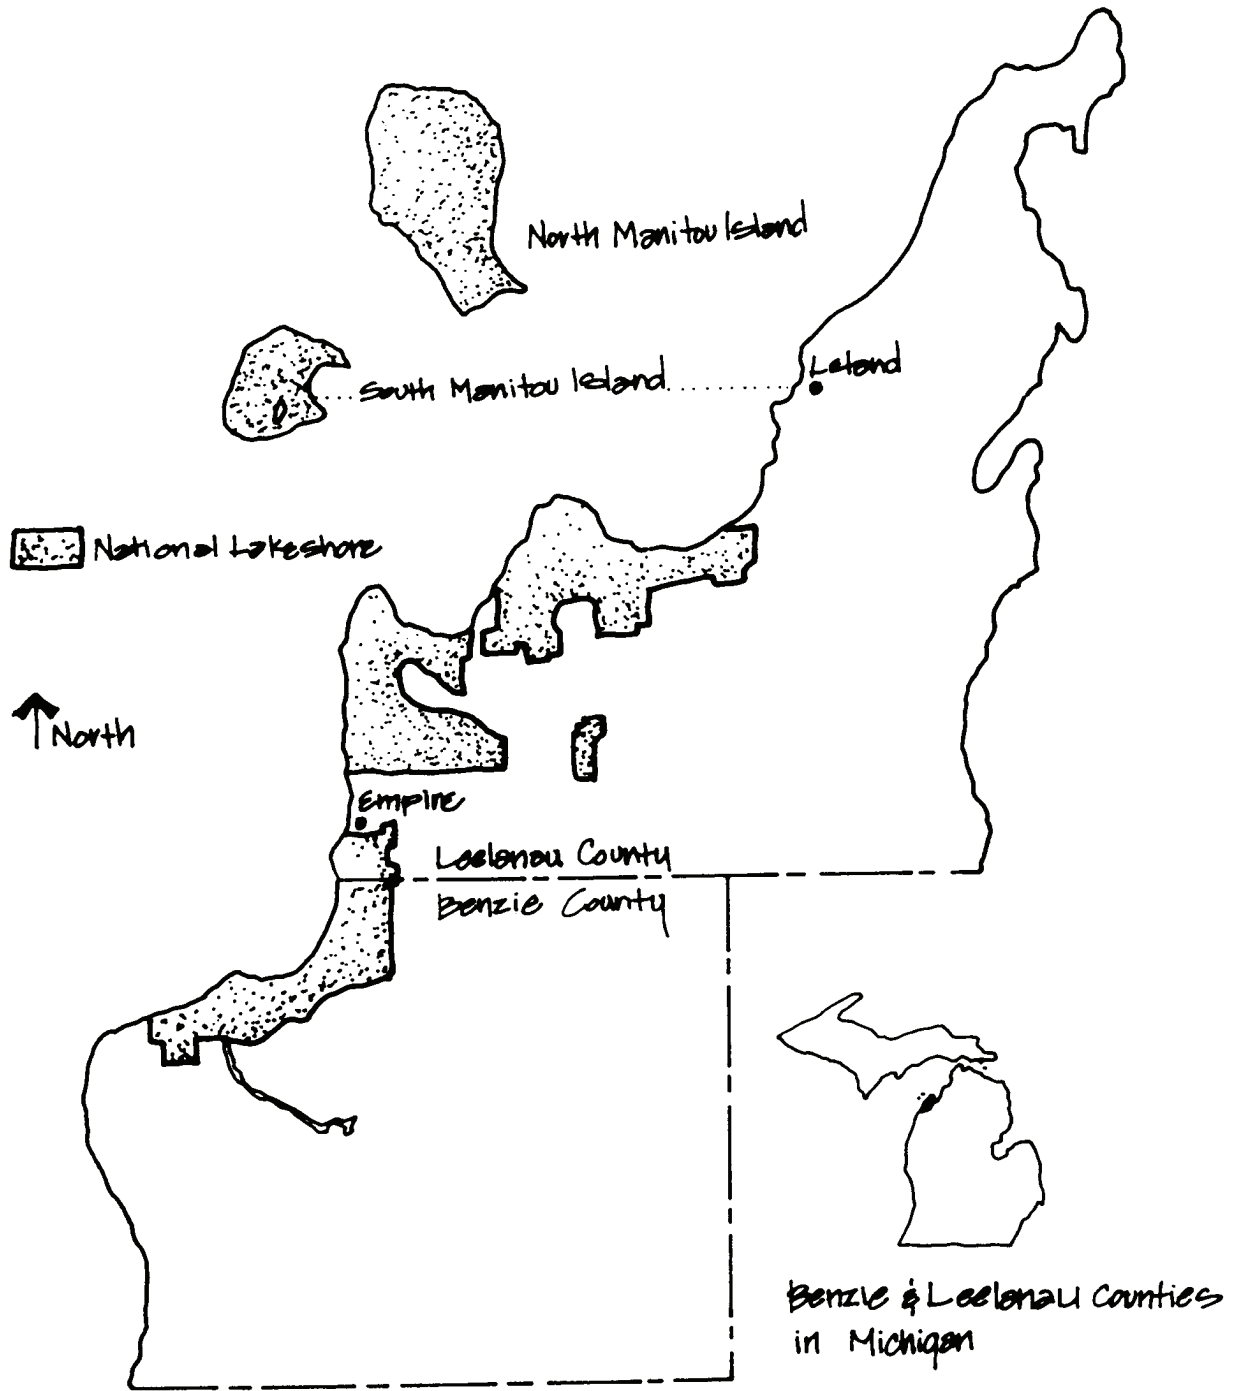 North Manitou Island
Leland
South Manitou Island
National Lakeshore
North
Empire
Leelanau County
Benzie County
Benzie & Leelanau Counties
in Michigan